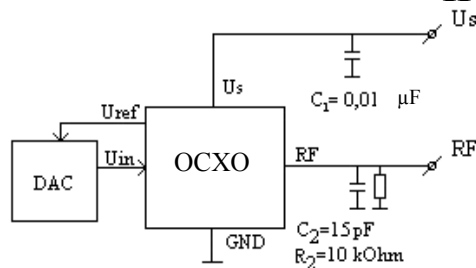 Us
Us
C₁= 0,01 µF
Uref
Uin
DAC
OCXO
RF
RF
GND
C₂=15pF
R₂=10 kOhm